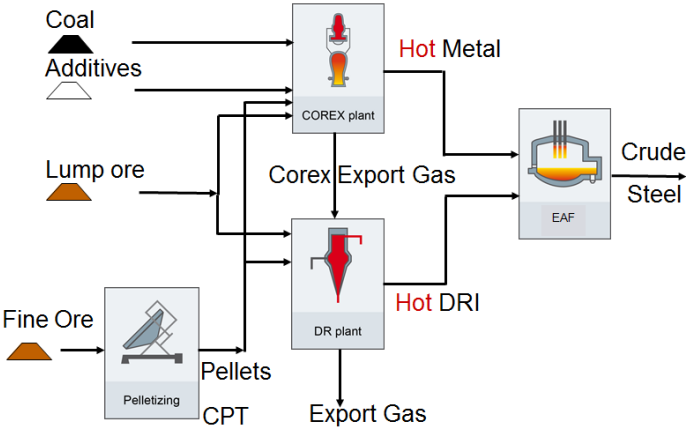 Coal
Additives
COREX plant
Hot Metal
Lump ore
Corex Export Gas
EAF
Crude
Steel
Fine Ore
Pelletizing
Pellets
CPT
DR plant
Hot DRI
Export Gas